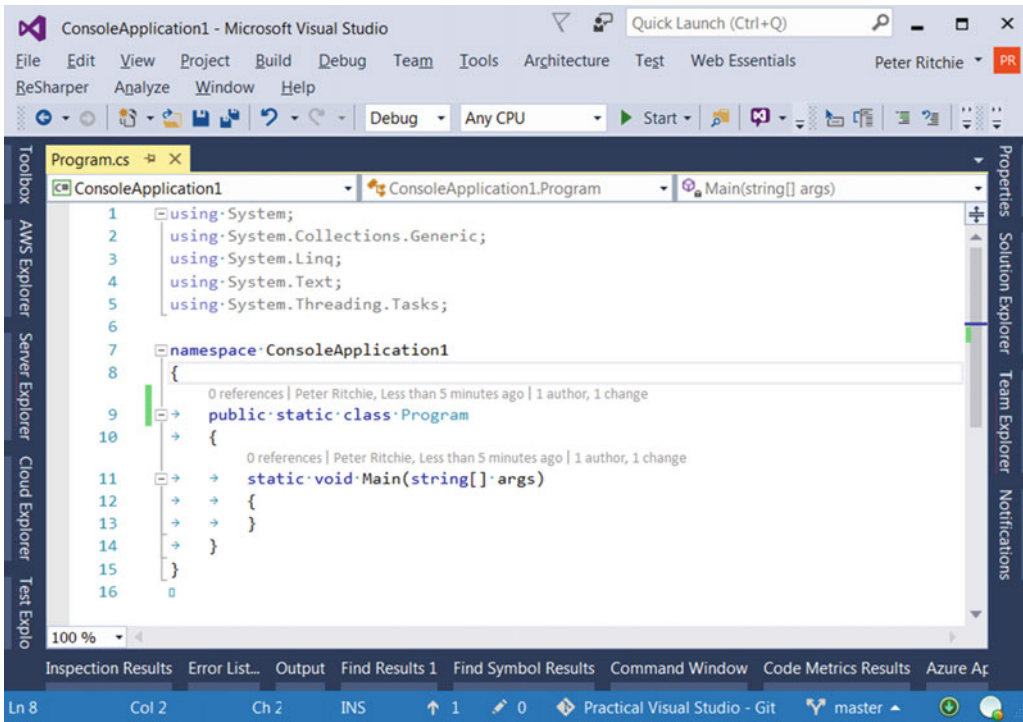 ConsoleApplication1 - Microsoft Visual Studio
Quick Launch (Ctrl+Q)
File Edit View Project Build Debug Team Tools Architecture Test Web Essentials Peter Ritchie PR
ReSharper Analyze Window Help
Debug Any CPU Start
Program.cs
ConsoleApplication1 ConsoleApplication1.Program Main(string[] args)
1 using·System;
2 using·System.Collections.Generic;
3 using·System.Linq;
4 using·System.Text;
5 using·System.Threading.Tasks;
6
7 namespace·ConsoleApplication1
8 {
0 references | Peter Ritchie, Less than 5 minutes ago | 1 author, 1 change
9 → public·static·class·Program
10 → {
0 references | Peter Ritchie, Less than 5 minutes ago | 1 author, 1 change
11 → → static·void·Main(string[]·args)
12 → → {
13 → → }
14 → }
15 }
16
100 %
Toolbox
AWS Explorer
Server Explorer
Cloud Explorer
Test Explo
Properties
Solution Explorer
Team Explorer
Notifications
Inspection Results Error List... Output Find Results 1 Find Symbol Results Command Window Code Metrics Results Azure Ap
Ln 8 Col 2 Ch 2 INS 1 0 Practical Visual Studio - Git master